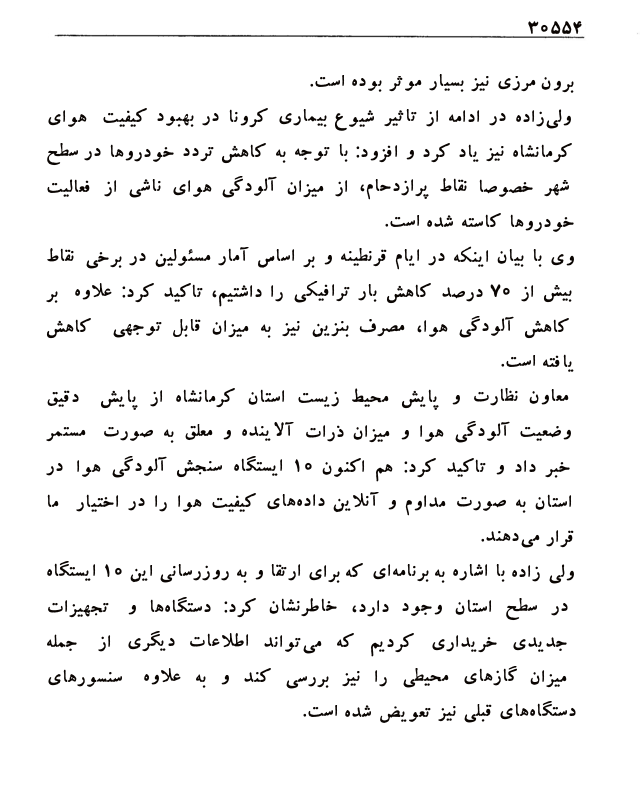 ۳۰۵۵۴
برون مرزی نیز بسیار موثر بوده است.
ولی‌زاده در ادامه از تاثیر شیوع بیماری کرونا در بهبود کیفیت هوای
کرمانشاه نیز یاد کرد و افزود: با توجه به کاهش تردد خودروها در سطح
شهر خصوصا نقاط پرازدحام، از میزان آلودگی هوای ناشی از فعالیت
خودروها کاسته شده است.
وی با بیان اینکه در ایام قرنطینه و بر اساس آمار مسئولین در برخی نقاط
بیش از ۷۰ درصد کاهش بار ترافیکی را داشتیم، تاکید کرد: علاوه بر
کاهش آلودگی هوا، مصرف بنزین نیز به میزان قابل توجهی کاهش
یافته است.
معاون نظارت و پایش محیط زیست استان کرمانشاه از پایش دقیق
وضعیت آلودگی هوا و میزان ذرات آلاینده و معلق به صورت مستمر
خبر داد و تاکید کرد: هم اکنون ۱۰ ایستگاه سنجش آلودگی هوا در
استان به صورت مداوم و آنلاین داده‌های کیفیت هوا را در اختیار ما
قرار می‌دهند.
ولی زاده با اشاره به برنامه‌ای که برای ارتقا و به روزرسانی این ۱۰ ایستگاه
در سطح استان وجود دارد، خاطرنشان کرد: دستگاه‌ها و تجهیزات
جدیدی خریداری کردیم که می‌تواند اطلاعات دیگری از جمله
میزان گازهای محیطی را نیز بررسی کند و به علاوه سنسورهای
دستگاه‌های قبلی نیز تعویض شده است.